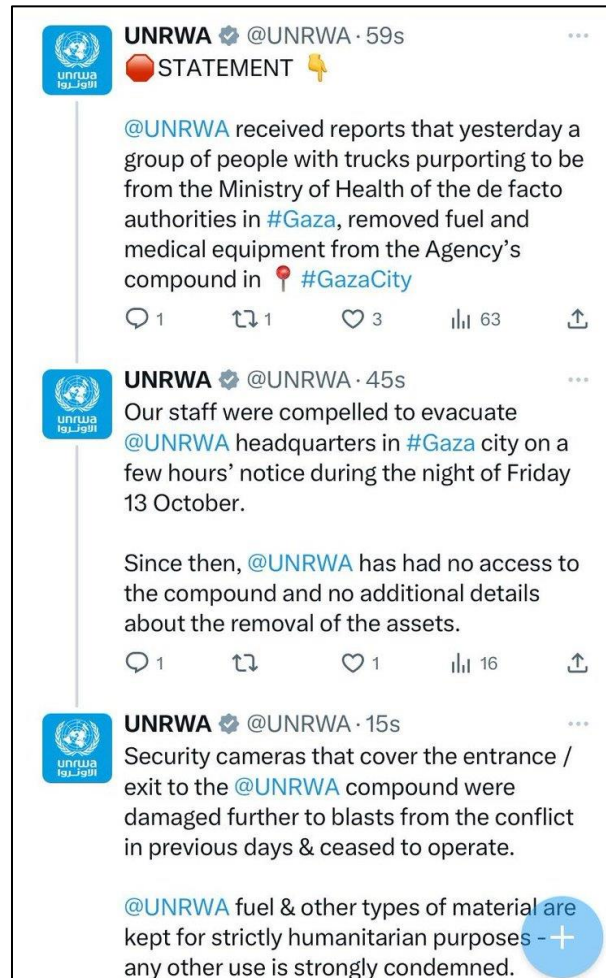 UNRWA @UNRWA · 59s
🛑STATEMENT 👇
@UNRWA received reports that yesterday a
group of people with trucks purporting to be
from the Ministry of Health of the de facto
authorities in #Gaza, removed fuel and
medical equipment from the Agency's
compound in 📍 #GazaCity
1 1 3 63
unrwa
الأونروا
UNRWA @UNRWA · 45s
Our staff were compelled to evacuate
@UNRWA headquarters in #Gaza city on a
few hours' notice during the night of Friday
13 October.
Since then, @UNRWA has had no access to
the compound and no additional details
about the removal of the assets.
1 1 16
unrwa
الأونروا
UNRWA @UNRWA · 15s
Security cameras that cover the entrance /
exit to the @UNRWA compound were
damaged further to blasts from the conflict
in previous days & ceased to operate.
@UNRWA fuel & other types of material are
kept for strictly humanitarian purposes -
any other use is strongly condemned.
unrwa
الأونروا